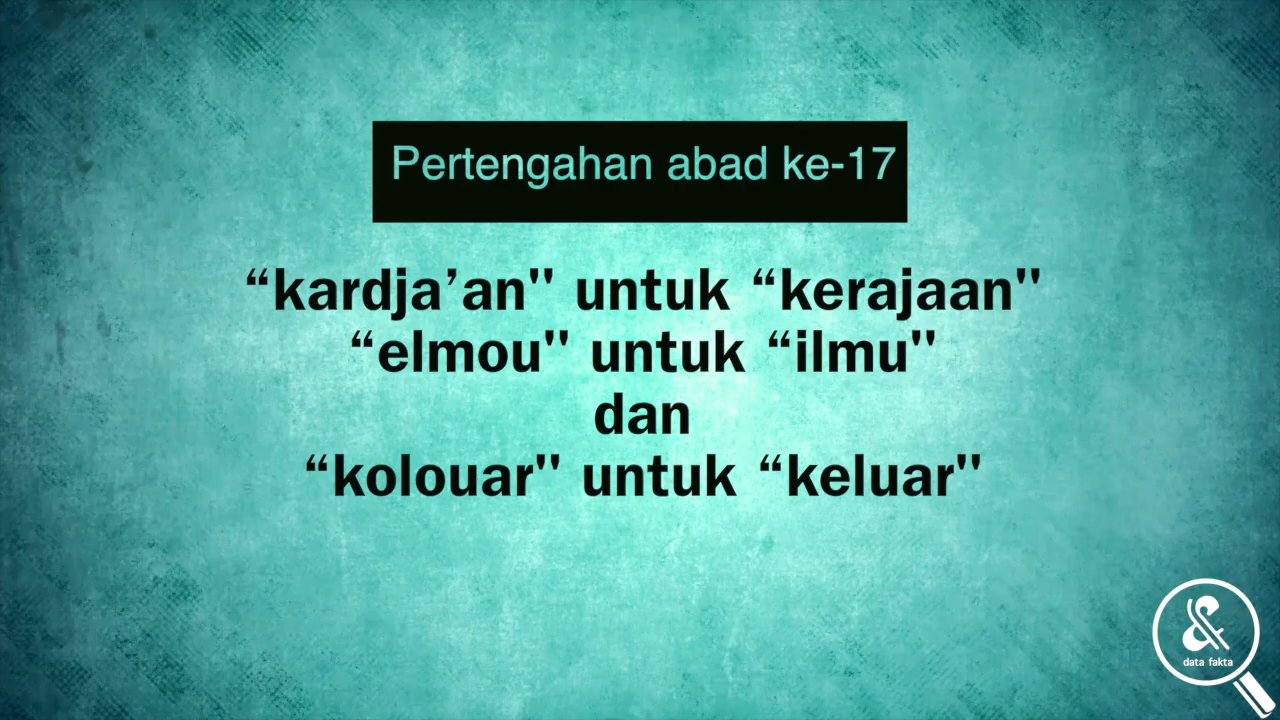 Pertengahan abad ke-17
“kardja’an" untuk “kerajaan"
“elmou" untuk “ilmu"
dan
“kolouar" untuk “keluar"
&
data fakta